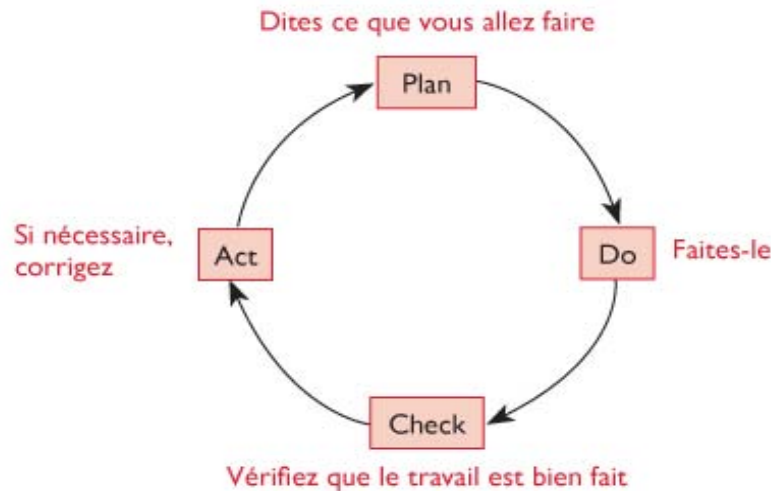 Dites ce que vous allez faire
Plan
Si nécessaire,
corrigez
Act
Do
Faites-le
Check
Vérifiez que le travail est bien fait